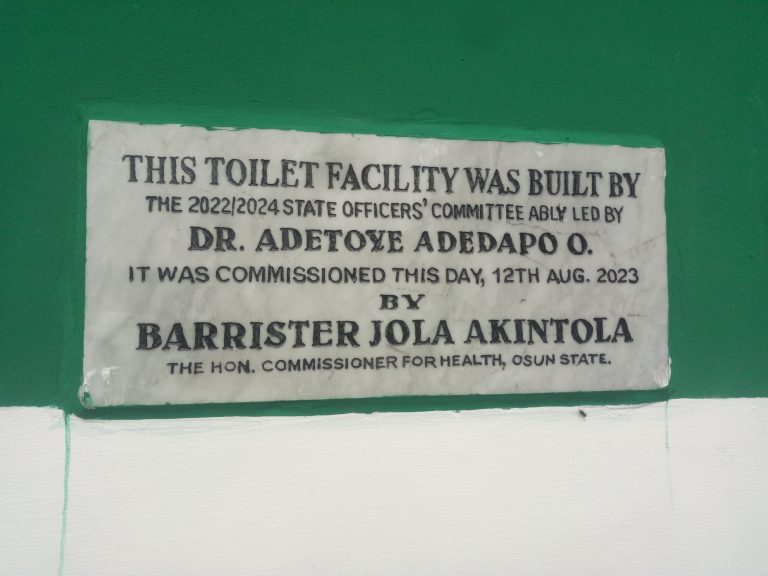 THIS TOILET FACILITY WAS BUILT BY
THE 2022/2024 STATE OFFICERS' COMMITTEE ABLY LED BY
DR. ADETOYE ADEDAPO O.
IT WAS COMMISSIONED THIS DAY, 12TH AUG. 2023
BY
BARRISTER JOLA AKINTOLA
THE HON. COMMISSIONER FOR HEALTH, OSUN STATE.